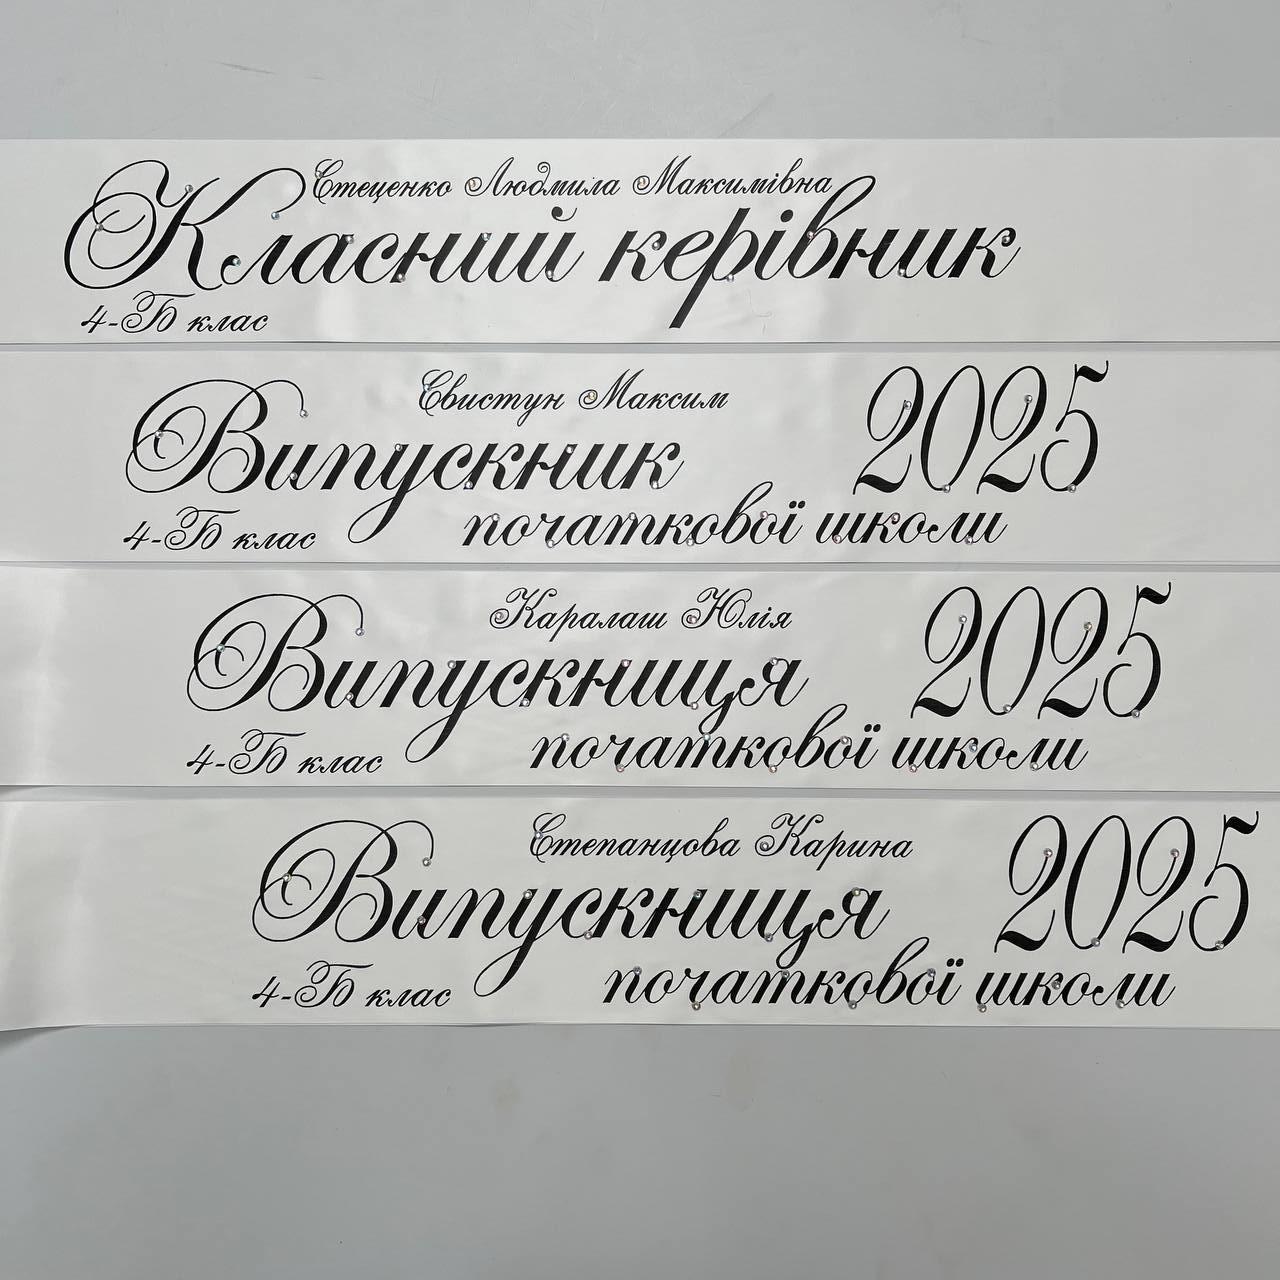 Стеценко Людмила Максимівна
Класний керівник
4-Б клас
Свистун Максим
Випускник 2025
початкової школи
4-Б клас
Каралаш Юлія
Випускниця 2025
початкової школи
4-Б клас
Степанцова Карина
Випускниця 2025
початкової школи
4-Б клас